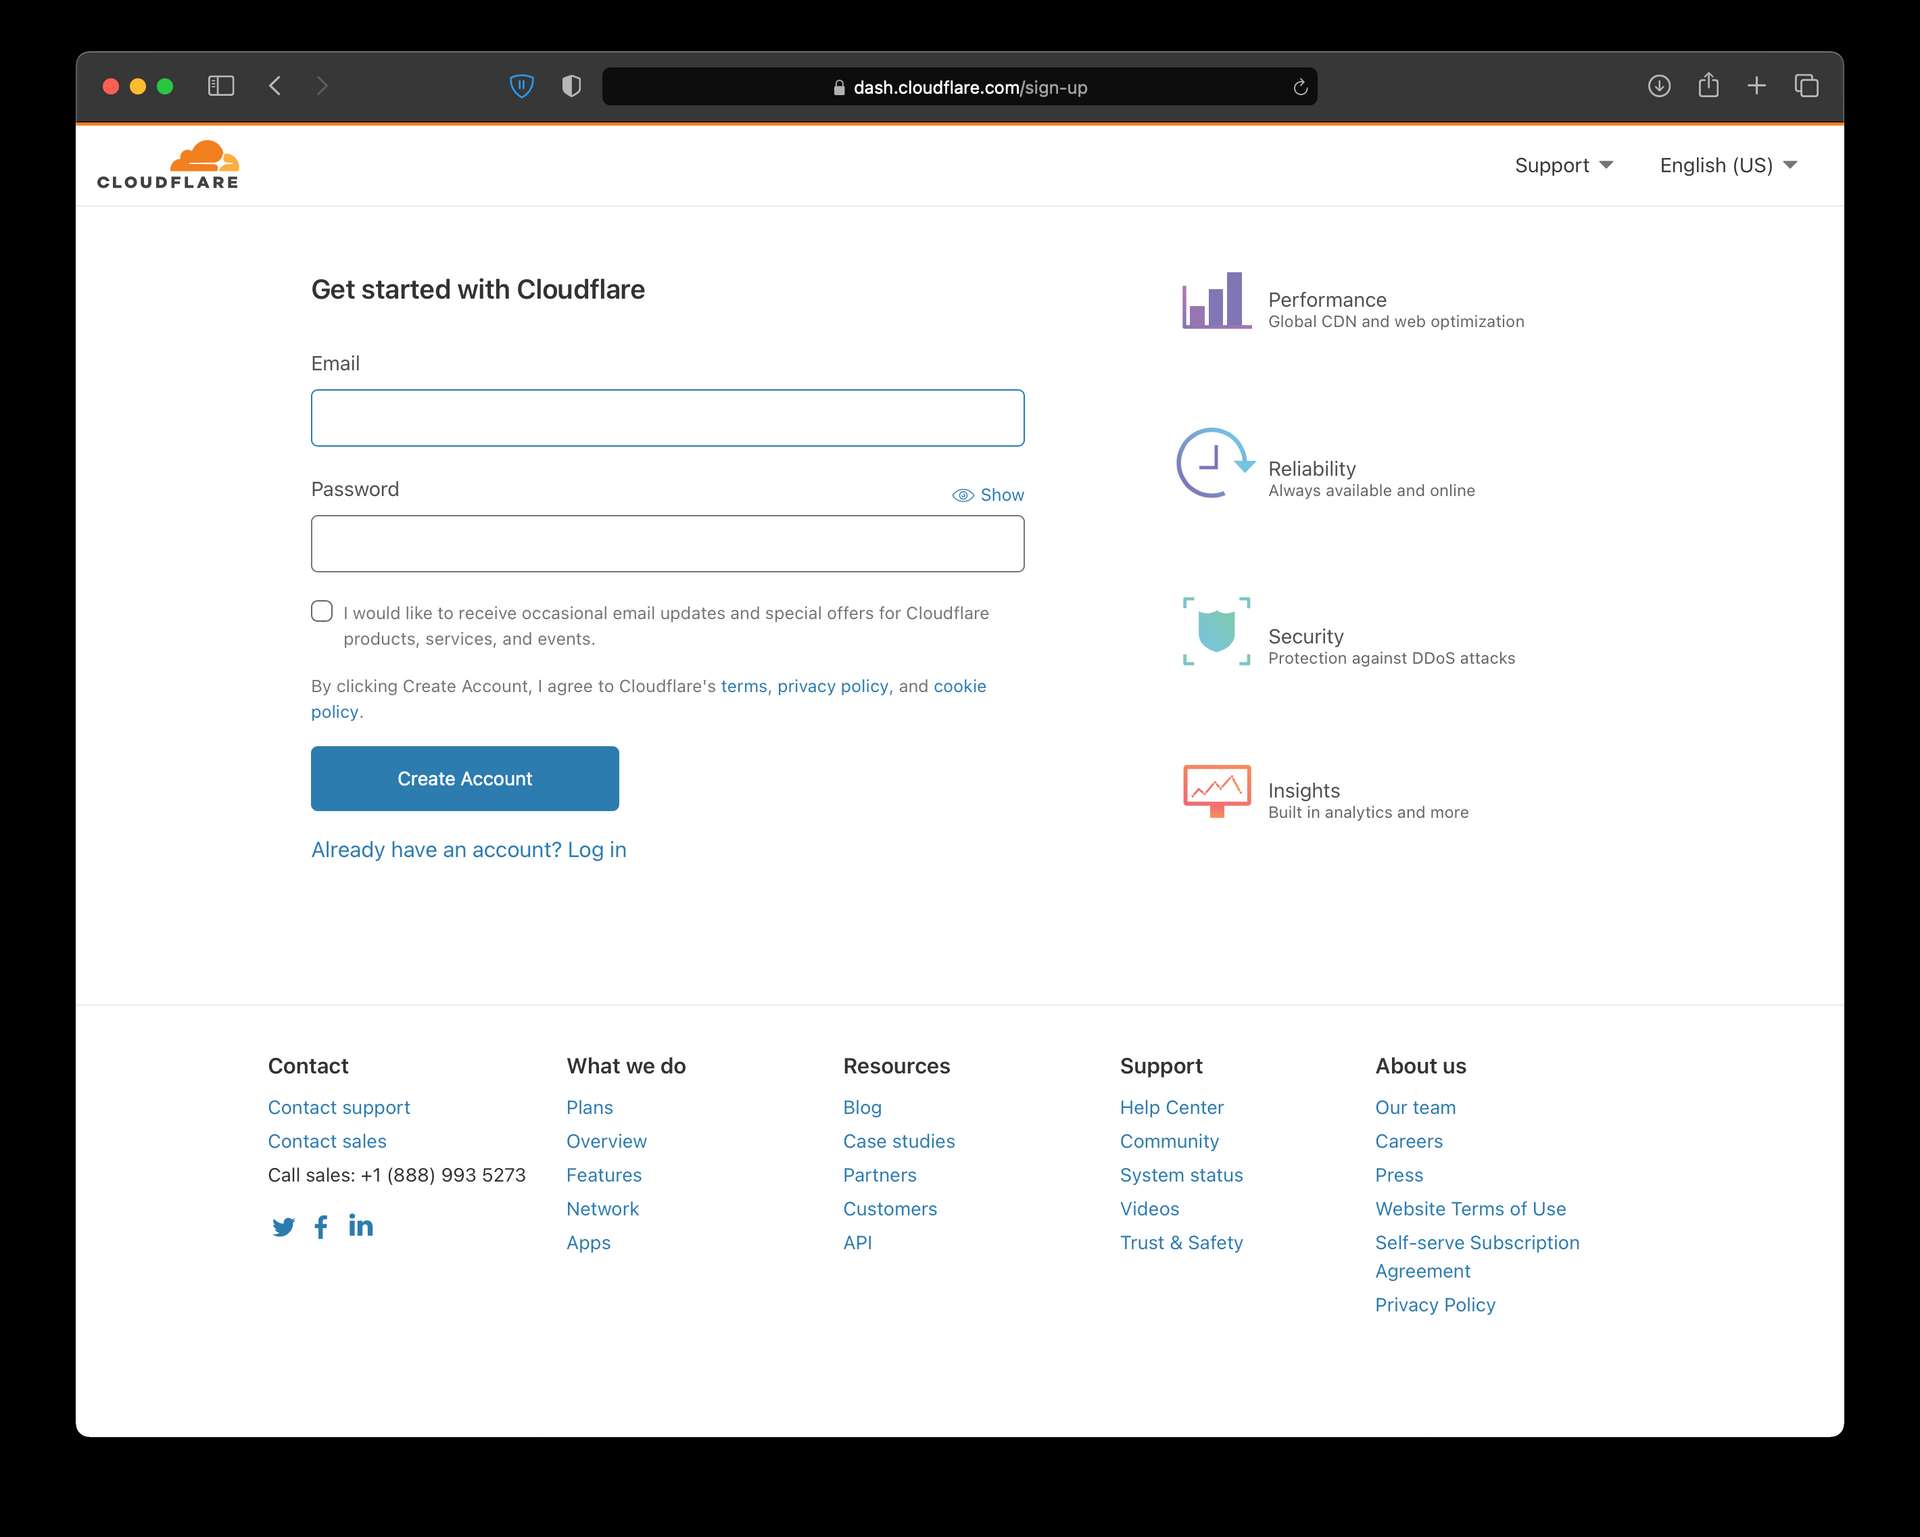 dash.cloudflare.com/sign-up
CLOUDFLARE
Support
English (US)
Get started with Cloudflare
Email
Password
Show
I would like to receive occasional email updates and special offers for Cloudflare
products, services, and events.
By clicking Create Account, I agree to Cloudflare's terms, privacy policy, and cookie
policy.
Create Account
Already have an account? Log in
Performance
Global CDN and web optimization
Reliability
Always available and online
Security
Protection against DDoS attacks
Insights
Built in analytics and more
Contact
Contact support
Contact sales
Call sales: +1 (888) 993 5273
What we do
Plans
Overview
Features
Network
Apps
Resources
Blog
Case studies
Partners
Customers
API
Support
Help Center
Community
System status
Videos
Trust & Safety
About us
Our team
Careers
Press
Website Terms of Use
Self-serve Subscription
Agreement
Privacy Policy